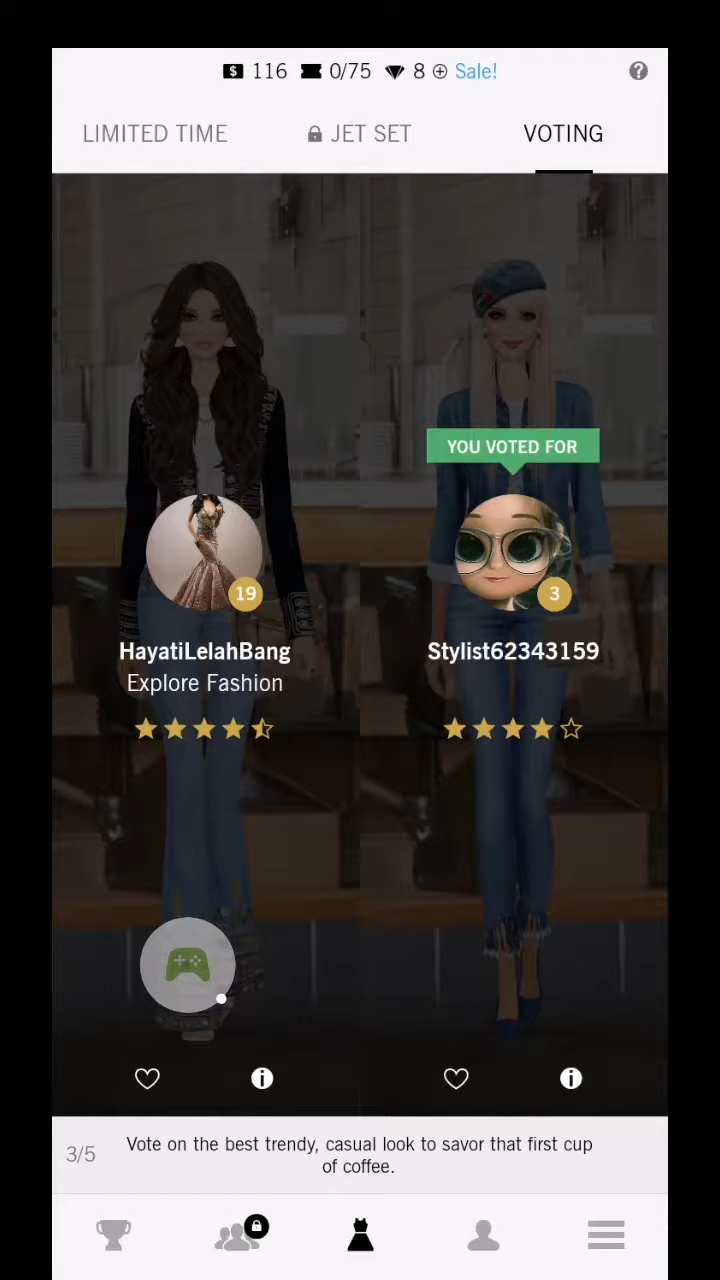 $ 116 0/75 8 Sale! ?
LIMITED TIME JET SET VOTING
YOU VOTED FOR
19 3
HayatiLelahBang Stylist62343159
Explore Fashion
3/5
Vote on the best trendy, casual look to savor that first cup
of coffee.